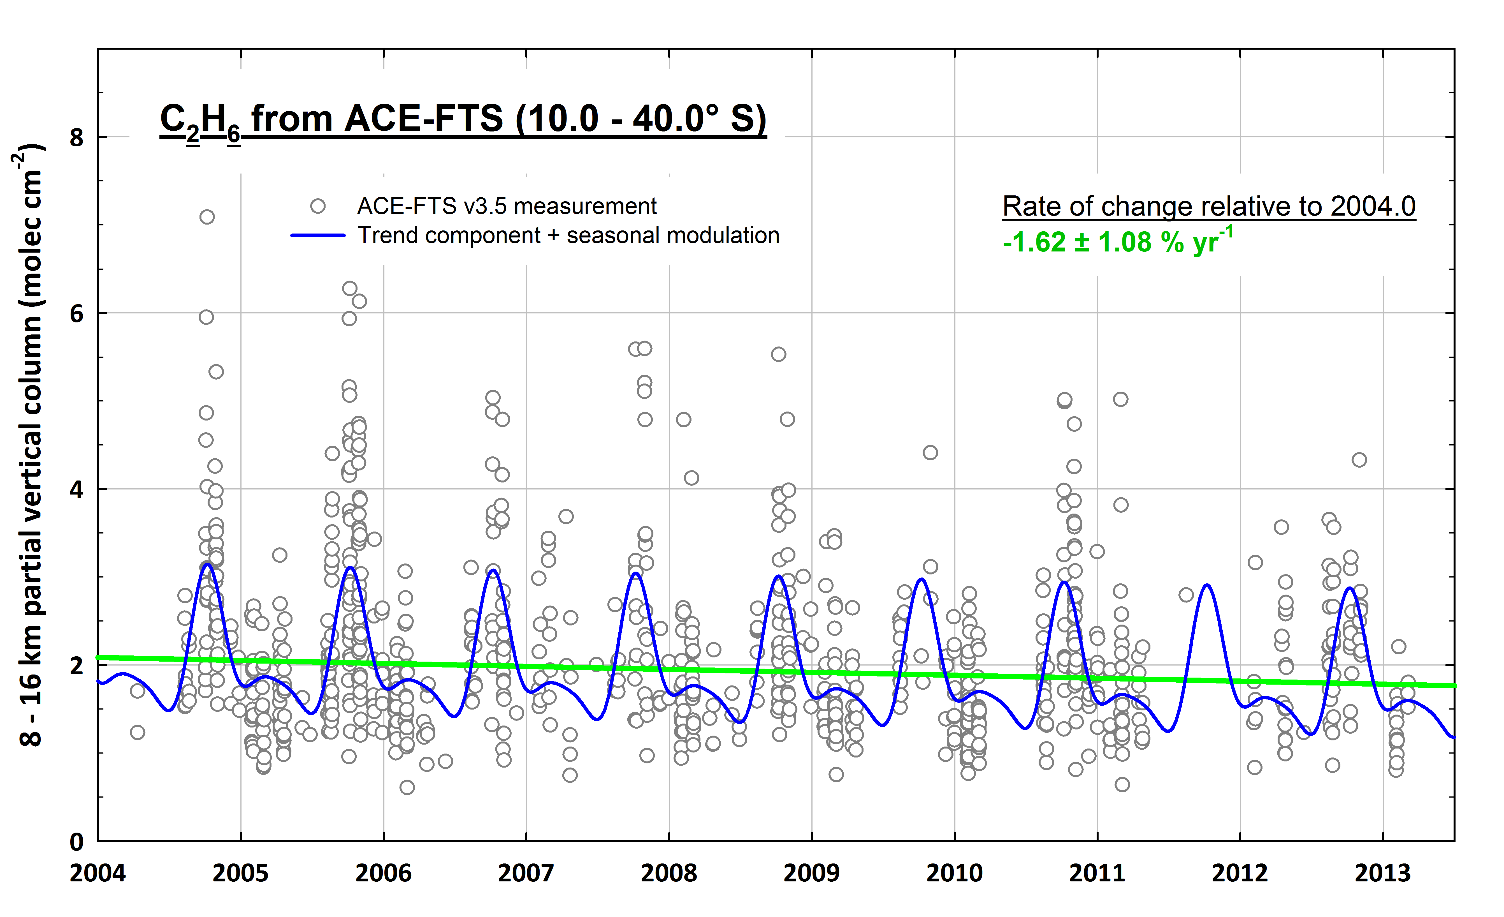 C2H6 from ACE-FTS (10.0 - 40.0° S)
ACE-FTS v3.5 measurement
Trend component + seasonal modulation
Rate of change relative to 2004.0
-1.62 ± 1.08 % yr-1
8 - 16 km partial vertical column (molec cm-2)
8
6
4
2
0
2004 2005 2006 2007 2008 2009 2010 2011 2012 2013